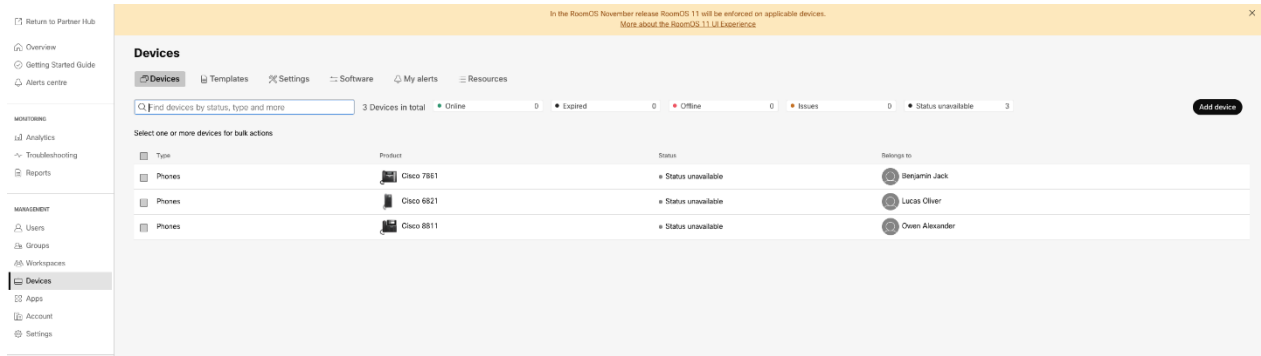 Return to Partner Hub
Overview
Getting Started Guide
Alerts centre
MONITORING
Analytics
Troubleshooting
Reports
MANAGEMENT
Users
Groups
Workspaces
Devices
Apps
Account
Settings
In the RoomOS November release RoomOS 11 will be enforced on applicable devices.
More about the RoomOS 11 UI Experience
Devices
Devices Templates Settings Software My alerts Resources
Find devices by status, type and more 3 Devices in total Online 0 Expired 0 Offline 0 Issues 0 Status unavailable 3 Add device
Select one or more devices for bulk actions
Type Product Status Belongs to
Phones Cisco 7861 Status unavailable Benjamin Jack
Phones Cisco 6821 Status unavailable Lucas Oliver
Phones Cisco 8811 Status unavailable Owen Alexander